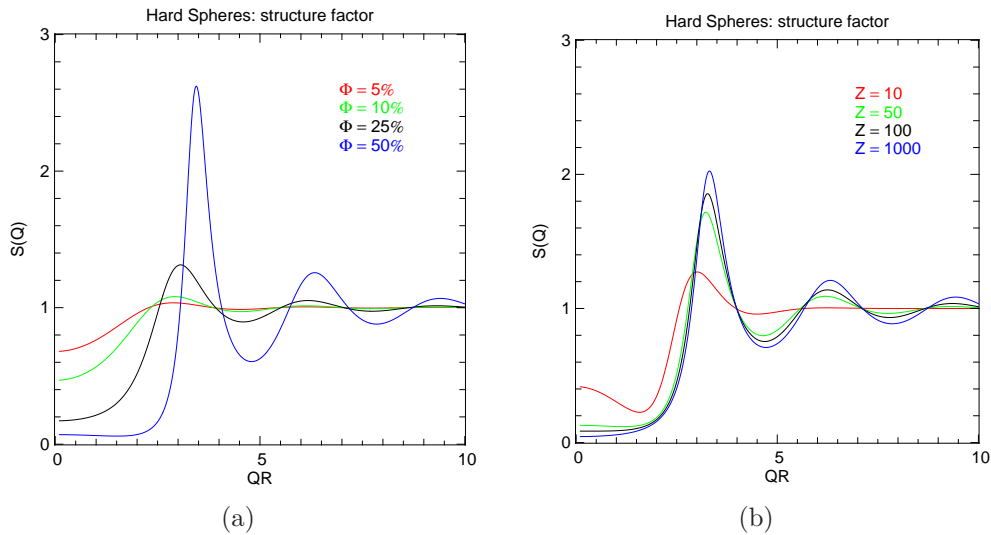 Hard Spheres: structure factor
3
2
1
0
S(Q)
Φ = 5%
Φ = 10%
Φ = 25%
Φ = 50%
0
5
10
QR
(a)
Hard Spheres: structure factor
3
2
1
0
S(Q)
Z = 10
Z = 50
Z = 100
Z = 1000
0
5
10
QR
(b)